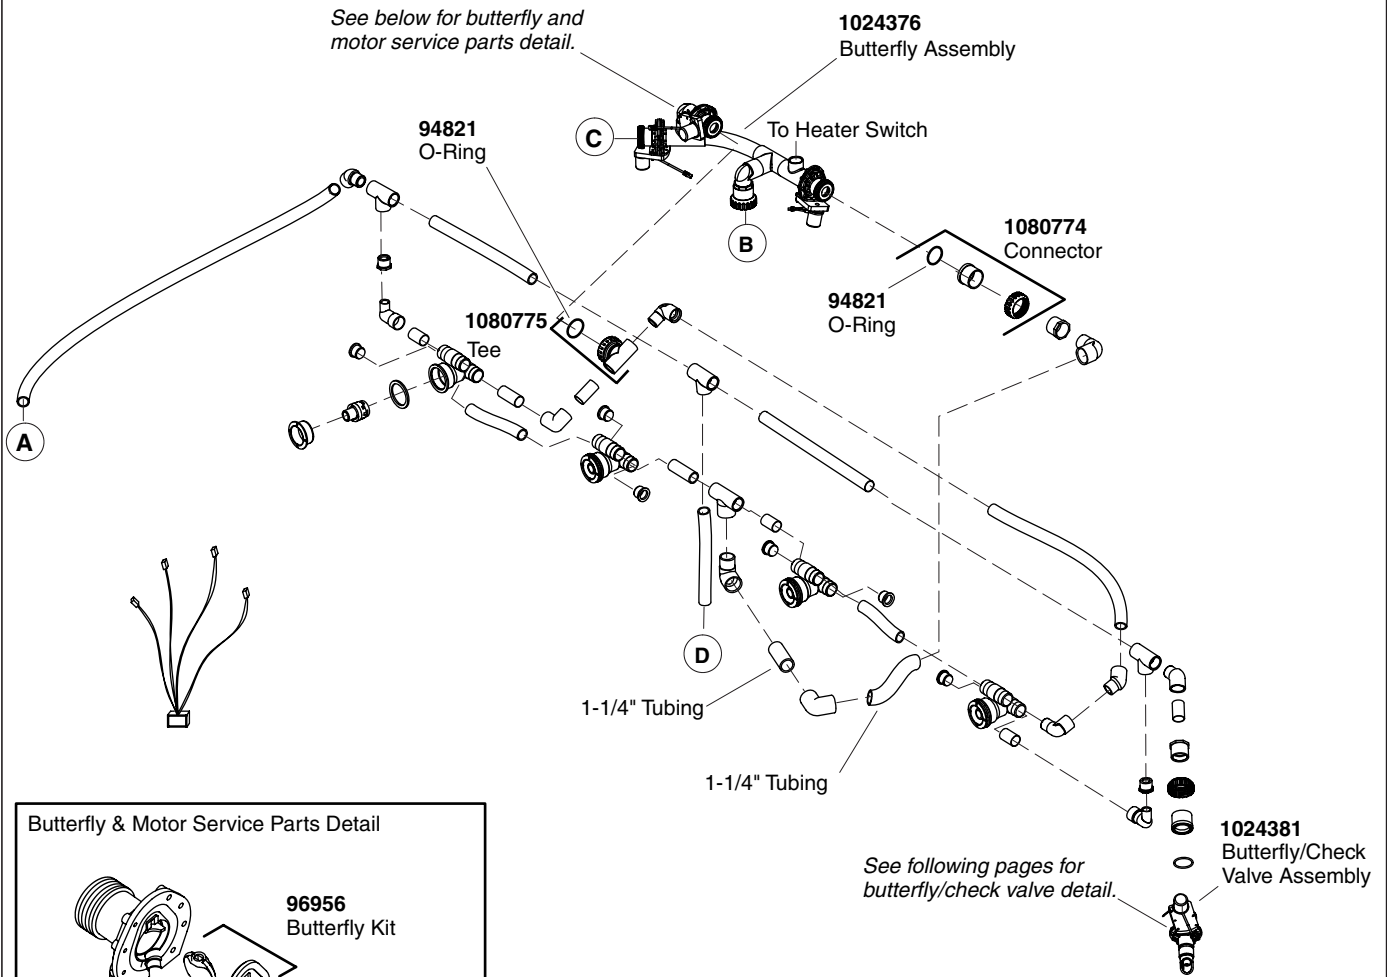 See below for butterfly and
motor service parts detail.
1024376
Butterfly Assembly
94821
O-Ring
C
To Heater Switch
B
1080774
Connector
94821
O-Ring
1080775
Tee
A
D
1-1/4" Tubing
1-1/4" Tubing
1024381
Butterfly/Check
Valve Assembly
See following pages for
butterfly/check valve detail.
Butterfly & Motor Service Parts Detail
96956
Butterfly Kit